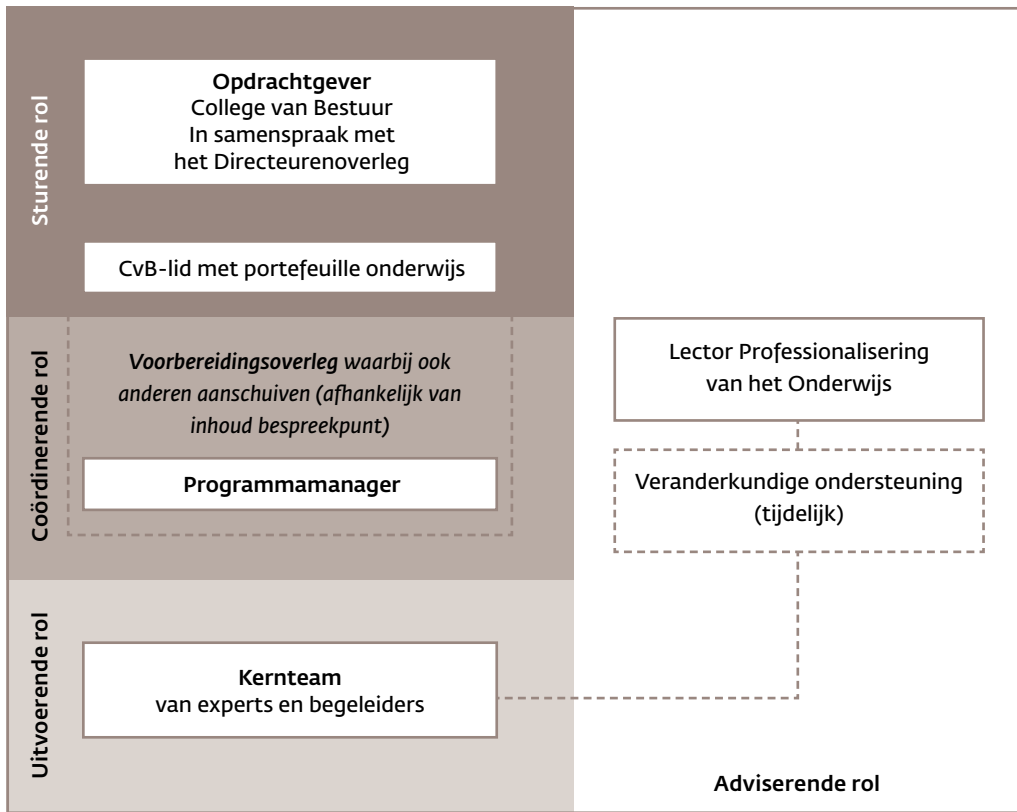 Sturende rol
Opdrachtgever
College van Bestuur
In samenspraak met
het Directeurenoverleg
CvB-lid met portefeuille onderwijs
Coördinerende rol
Voorbereidingsoverleg waarbij ook
anderen aanschuiven (afhankelijk van
inhoud bespreekpunt)
Programmamanager
Uitvoerende rol
Kernteam
van experts en begeleiders
Lector Professionalisering
van het Onderwijs
Veranderkundige ondersteuning
(tijdelijk)
Adviserende rol